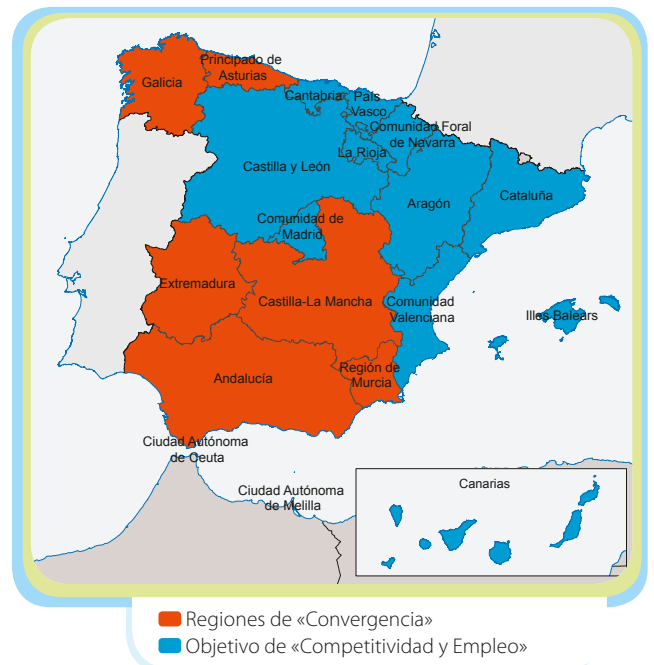 Principado de
Asturias
Galicia
Cantabria
País
Vasco
Comunidad Foral
de Navarra
La Rioja
Castilla y León
Cataluña
Aragón
Comunidad de
Madrid
Extremadura
Castilla-La Mancha
Comunidad
Valenciana
Illes Balears
Región de
Murcia
Andalucía
Ciudad Autónoma
de Ceuta
Ciudad Autónoma
de Melilla
Canarias
Regiones de «Convergencia»
Objetivo de «Competitividad y Empleo»